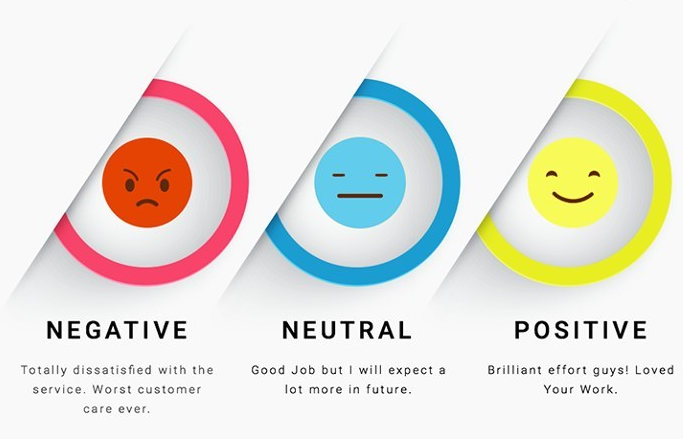 NEGATIVE
Totally dissatisfied with the
service. Worst customer
care ever.
NEUTRAL
Good Job but I will expect a
lot more in future.
POSITIVE
Brilliant effort guys! Loved
Your Work.